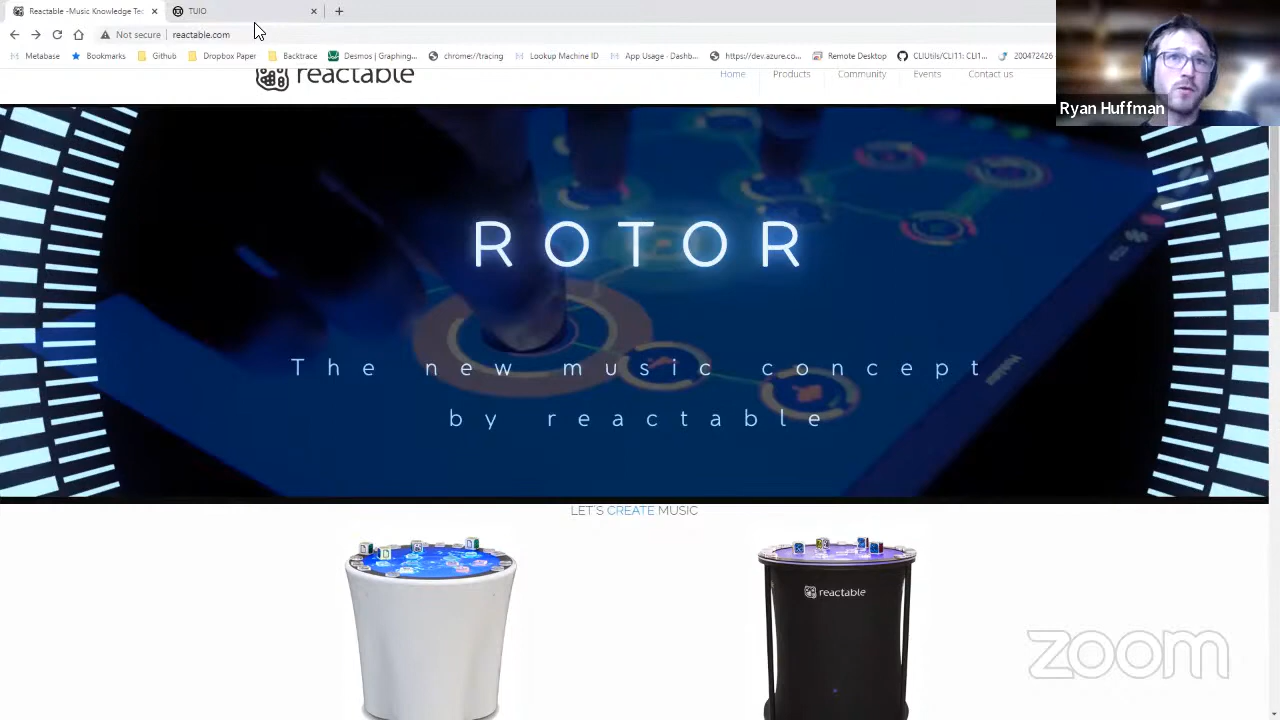 Reactable -Music Knowledge Tec
TUIO
Not secure
reactable.com
Metabase
Bookmarks
Github
Dropbox Paper
Backtrace
Desmos | Graphing...
chrome://tracing
Lookup Machine ID
App Usage - Dashb...
https://dev.azure.co...
Remote Desktop
CLIUtils/CLI11: CLI1...
200472426
Ryan Huffman
reactable
Home
Products
Community
Events
Contact us
ROTOR
The new music concept
by reactable
LET'S CREATE MUSIC
reactable
zoom